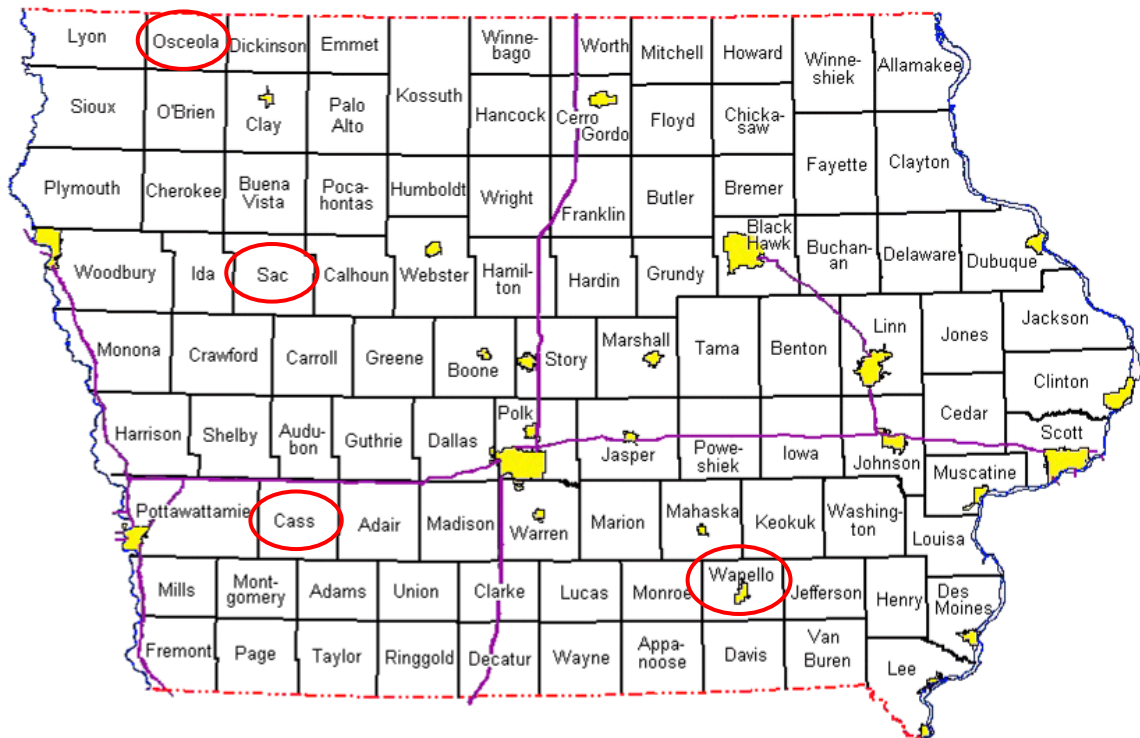 Lyon
Osceola
Dickinson
Emmet
Winne-
bago
Worth
Mitchell
Howard
Winne-
shiek
Allamakee
Sioux
O'Brien
Clay
Palo
Alto
Kossuth
Hancock
Cerro
Gordo
Floyd
Chicka-
saw
Fayette
Clayton
Plymouth
Cherokee
Buena
Vista
Poca-
hontas
Humboldt
Wright
Franklin
Butler
Bremer
Black
Hawk
Woodbury
Ida
Sac
Calhoun
Webster
Hamil-
ton
Hardin
Grundy
Buchan-
an
Delaware
Dubuque
Monona
Crawford
Carroll
Greene
Boone
Story
Marshall
Tama
Benton
Linn
Jones
Jackson
Clinton
Harrison
Shelby
Audu-
bon
Guthrie
Dallas
Polk
Jasper
Powe-
shiek
Iowa
Johnson
Cedar
Scott
Muscatine
Pottawattamie
Cass
Adair
Madison
Warren
Marion
Mahaska
Keokuk
Washing-
ton
Louisa
Mills
Mont-
gomery
Adams
Union
Clarke
Lucas
Monroe
Wapello
Jefferson
Henry
Des
Moines
Fremont
Page
Taylor
Ringgold
Decatur
Wayne
Appa-
noose
Davis
Van
Buren
Lee